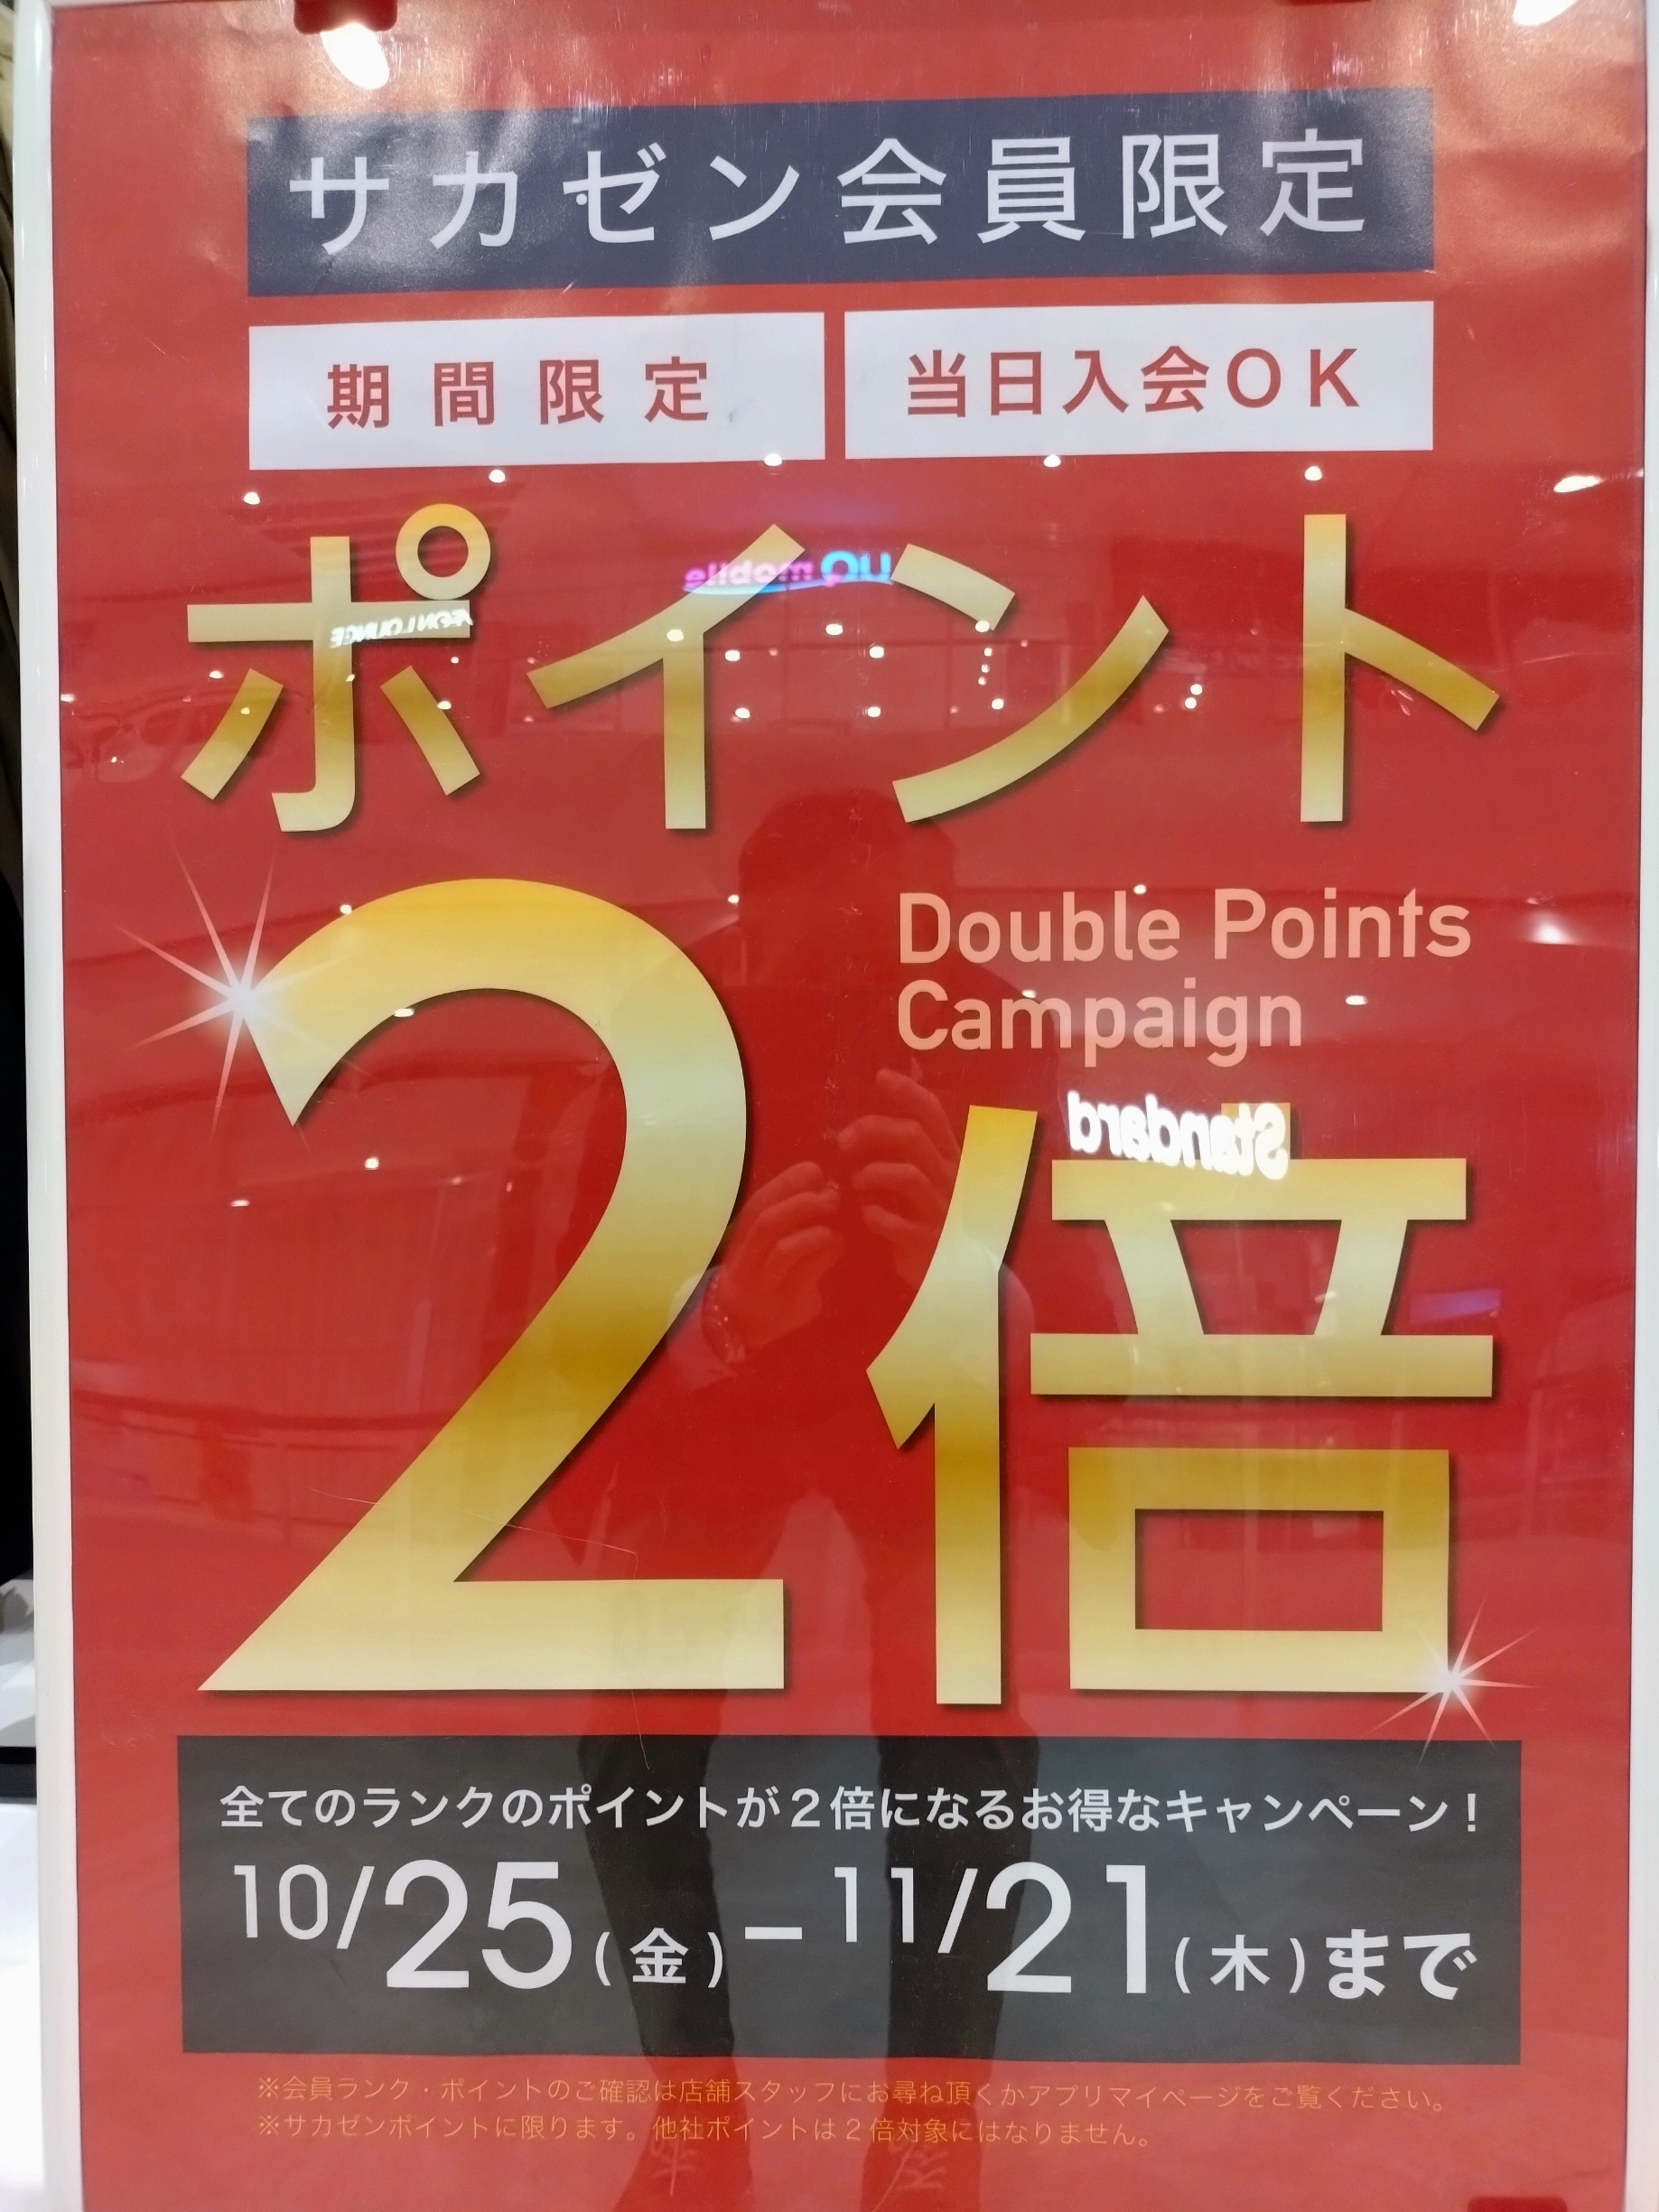 サカゼン会員限定
期間限定
当日入会OK
ポイント
2倍
Double Points
Campaign
UQ mobile
ÆON LOUNGE
Standard
全てのランクのポイントが2倍になるお得なキャンペーン!
10/25(金)–11/21(木)まで
※会員ランク・ポイントのご確認は店舗スタッフにお尋ね頂くかアプリマイページをご覧ください。
※サカゼンポイントに限ります。他社ポイントは2倍対象にはなりません。